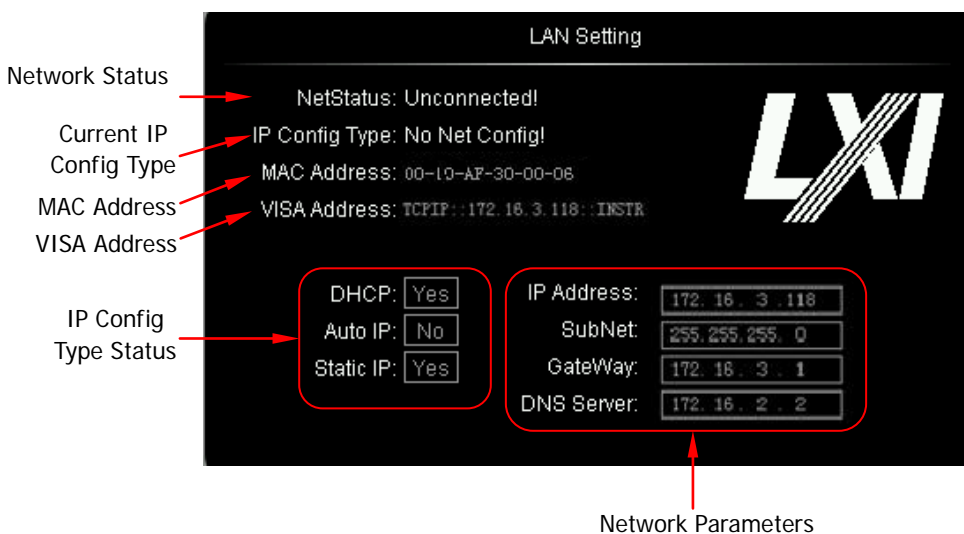 LAN Setting
Network Status
NetStatus: Unconnected!
Current IP
Config Type
IP Config Type: No Net Config!
MAC Address
MAC Address: 00-10-AF-30-00-06
VISA Address
VISA Address: TCPIP::172.16.3.118::INSTR
LXI
IP Config
Type Status
DHCP: Yes
Auto IP: No
Static IP: Yes
IP Address: 172. 16 . 3 .118
SubNet: 255.255.255. 0
GateWay: 172. 16 . 3 . 1
DNS Server: 172. 16 . 2 . 2
Network Parameters